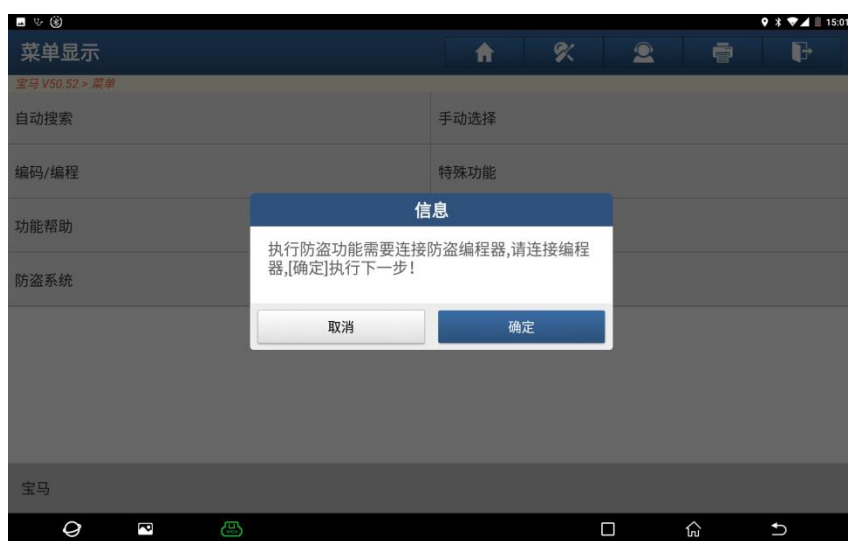 15:01
菜单显示
宝马 V50.52 > 菜单
自动搜索
手动选择
编码/编程
特殊功能
功能帮助
防盗系统
信息
执行防盗功能需要连接防盗编程器,请连接编程
器,[确定]执行下一步!
取消
确定
宝马